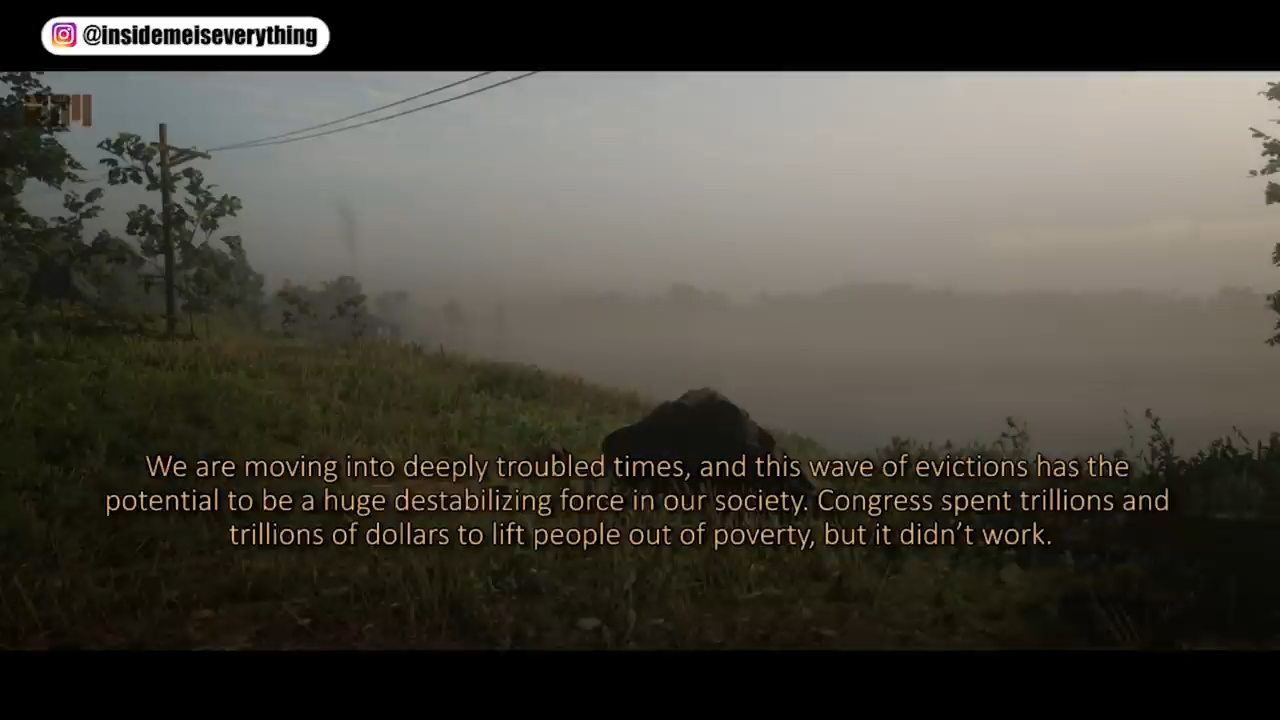 @insidemeiseverything
We are moving into deeply troubled times, and this wave of evictions has the
potential to be a huge destabilizing force in our society. Congress spent trillions and
trillions of dollars to lift people out of poverty, but it didn’t work.